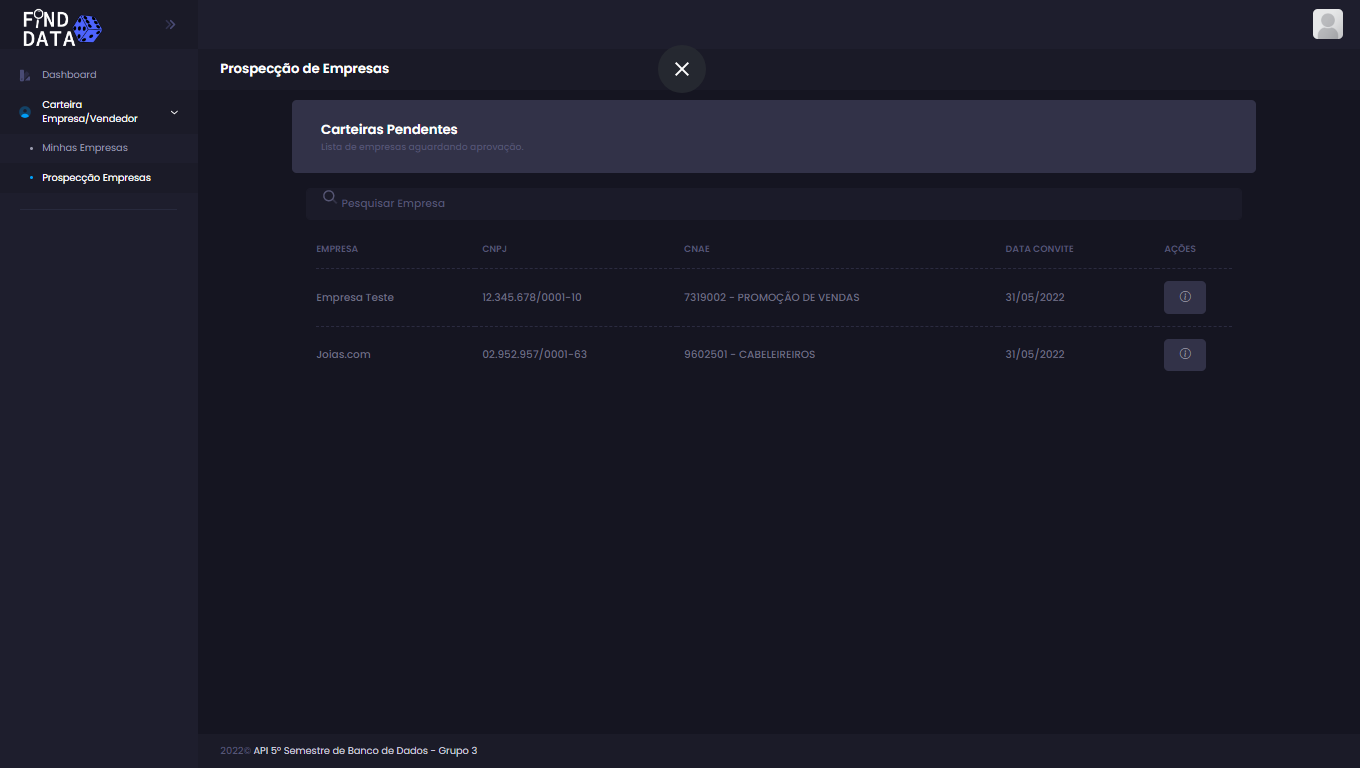 FIND
DATA
Dashboard
Carteira
Empresa/Vendedor
Minhas Empresas
Prospecção Empresas
Prospecção de Empresas
Carteiras Pendentes
Lista de empresas aguardando aprovação.
Pesquisar Empresa
EMPRESA CNPJ CNAE DATA CONVITE AÇÕES
Empresa Teste 12.345.678/0001-10 7319002 - PROMOÇÃO DE VENDAS 31/05/2022
Joias.com 02.952.957/0001-63 9602501 - CABELEIREIROS 31/05/2022
2022© API 5º Semestre de Banco de Dados - Grupo 3